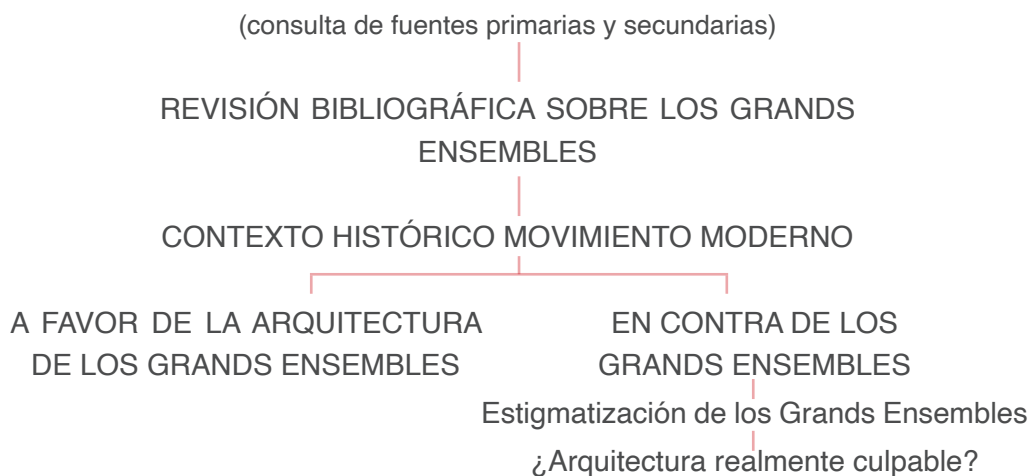 (consulta de fuentes primarias y secundarias)
REVISIÓN BIBLIOGRÁFICA SOBRE LOS GRANDS
ENSEMBLES
CONTEXTO HISTÓRICO MOVIMIENTO MODERNO
A FAVOR DE LA ARQUITECTURA
DE LOS GRANDS ENSEMBLES
EN CONTRA DE LOS
GRANDS ENSEMBLES
Estigmatización de los Grands Ensembles
¿Arquitectura realmente culpable?